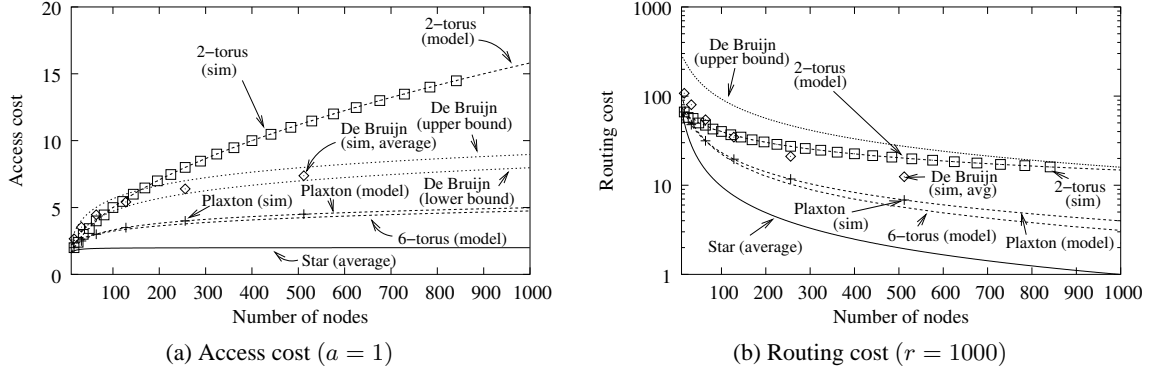 20
15
10
5
0
Access cost
2−torus
(sim)
2−torus
(model)
De Bruijn
(sim, average)
De Bruijn
(upper bound)
Plaxton (sim)
Plaxton (model)
De Bruijn
(lower bound)
6−torus (model)
Star (average)
100 200 300 400 500 600 700 800 900 1000
Number of nodes
(a) Access cost (a = 1)
1000
100
10
1
Routing cost
De Bruijn
(upper bound)
2−torus
(model)
De Bruijn
(sim, avg)
2−torus
(sim)
Plaxton
(sim)
6−torus (model)
Plaxton (model)
Star (average)
100 200 300 400 500 600 700 800 900 1000
Number of nodes
(b) Routing cost (r = 1000)